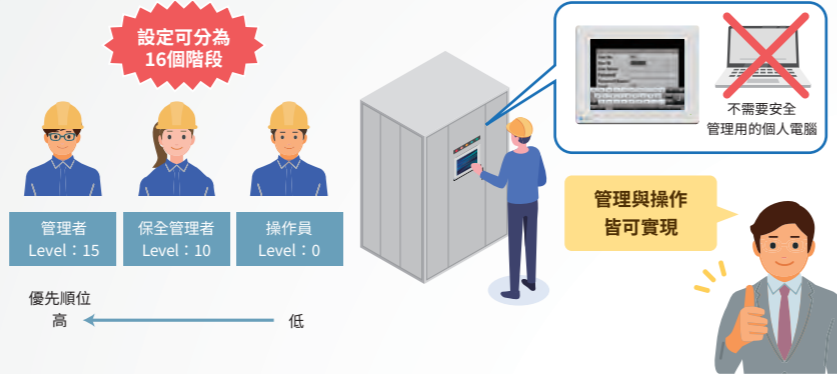 設定可分為
16個階段
不需要安全
管理用的個人電腦
管理者
Level：15
保全管理者
Level：10
操作員
Level：0
管理與操作
皆可實現
優先順位
高
低